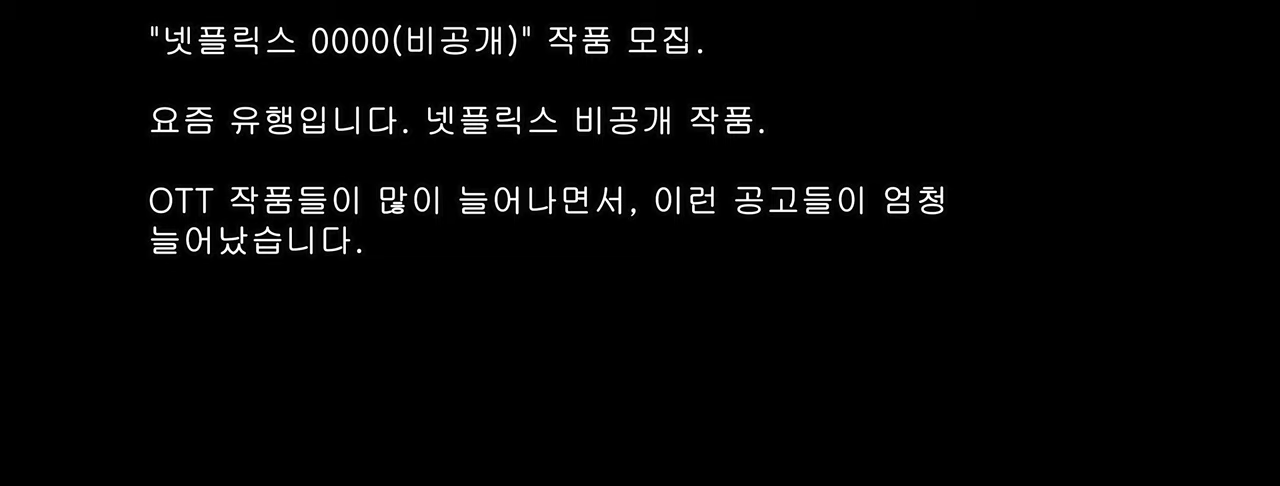 "넷플릭스 0000(비공개)" 작품 모집.
요즘 유행입니다. 넷플릭스 비공개 작품.
OTT 작품들이 많이 늘어나면서, 이런 공고들이 엄청
늘어났습니다.